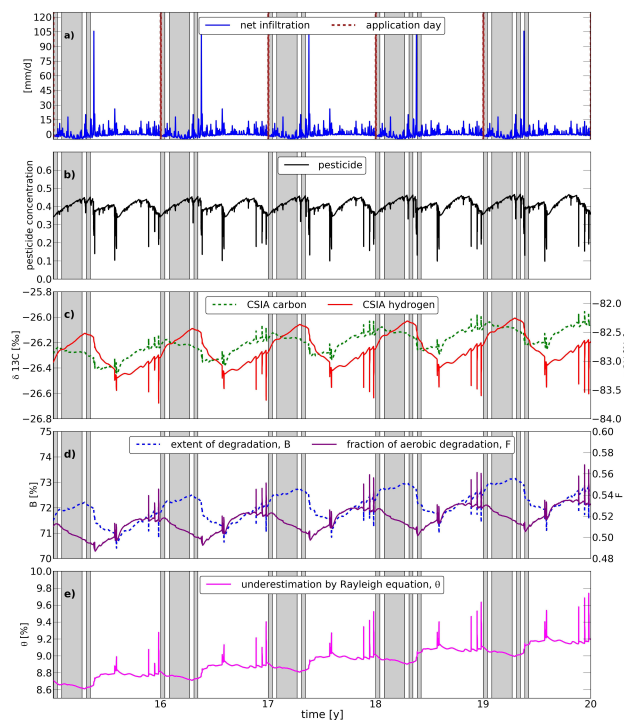 120
105
90
75
60
45
30
15
0
[mm/d]
a)
net infiltration
application day
0.6
0.5
0.4
0.3
0.2
0.1
0.0
pesticide concentration
b)
pesticide
−25.8
−26.0
−26.2
−26.4
−26.6
−26.8
δ 13C [‰]
c)
CSIA carbon
CSIA hydrogen
−82.0
−82.5
−83.0
−83.5
−84.0
75
74
73
72
71
70
B [%]
d)
extent of degradation, B
fraction of aerobic degradation, F
0.60
0.58
0.56
0.54
0.52
0.50
0.48
F
10.0
9.8
9.6
9.4
9.2
9.0
8.8
8.6
θ [%]
e)
underestimation by Rayleigh equation, θ
16 17 18 19 20
time [y]